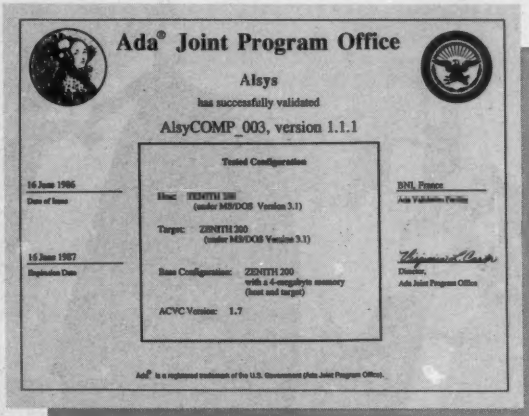 Ada® Joint Program Office
Alsys
has successfully validated
AlsyCOMP_003, version 1.1.1
Tested Configuration
16 June 1986
Date of Issue
Host: ZENITH 200
(under MS/DOS Version 3.1)
BNI, France
Ada Validation Facility
Target: ZENITH 200
(under MS/DOS Version 3.1)
16 June 1987
Expiration Date
Base Configuration: ZENITH 200
with a 4-megabyte memory
(host and target)
Director,
Ada Joint Program Office
ACVC Version: 1.7
Ada® is a registered trademark of the U.S. Government (Ada Joint Program Office).